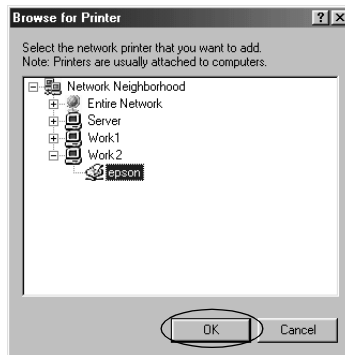 Browse for Printer
Select the network printer that you want to add.
Note: Printers are usually attached to computers.
Network Neighborhood
Entire Network
Server
Work1
Work2
epson
OK Cancel